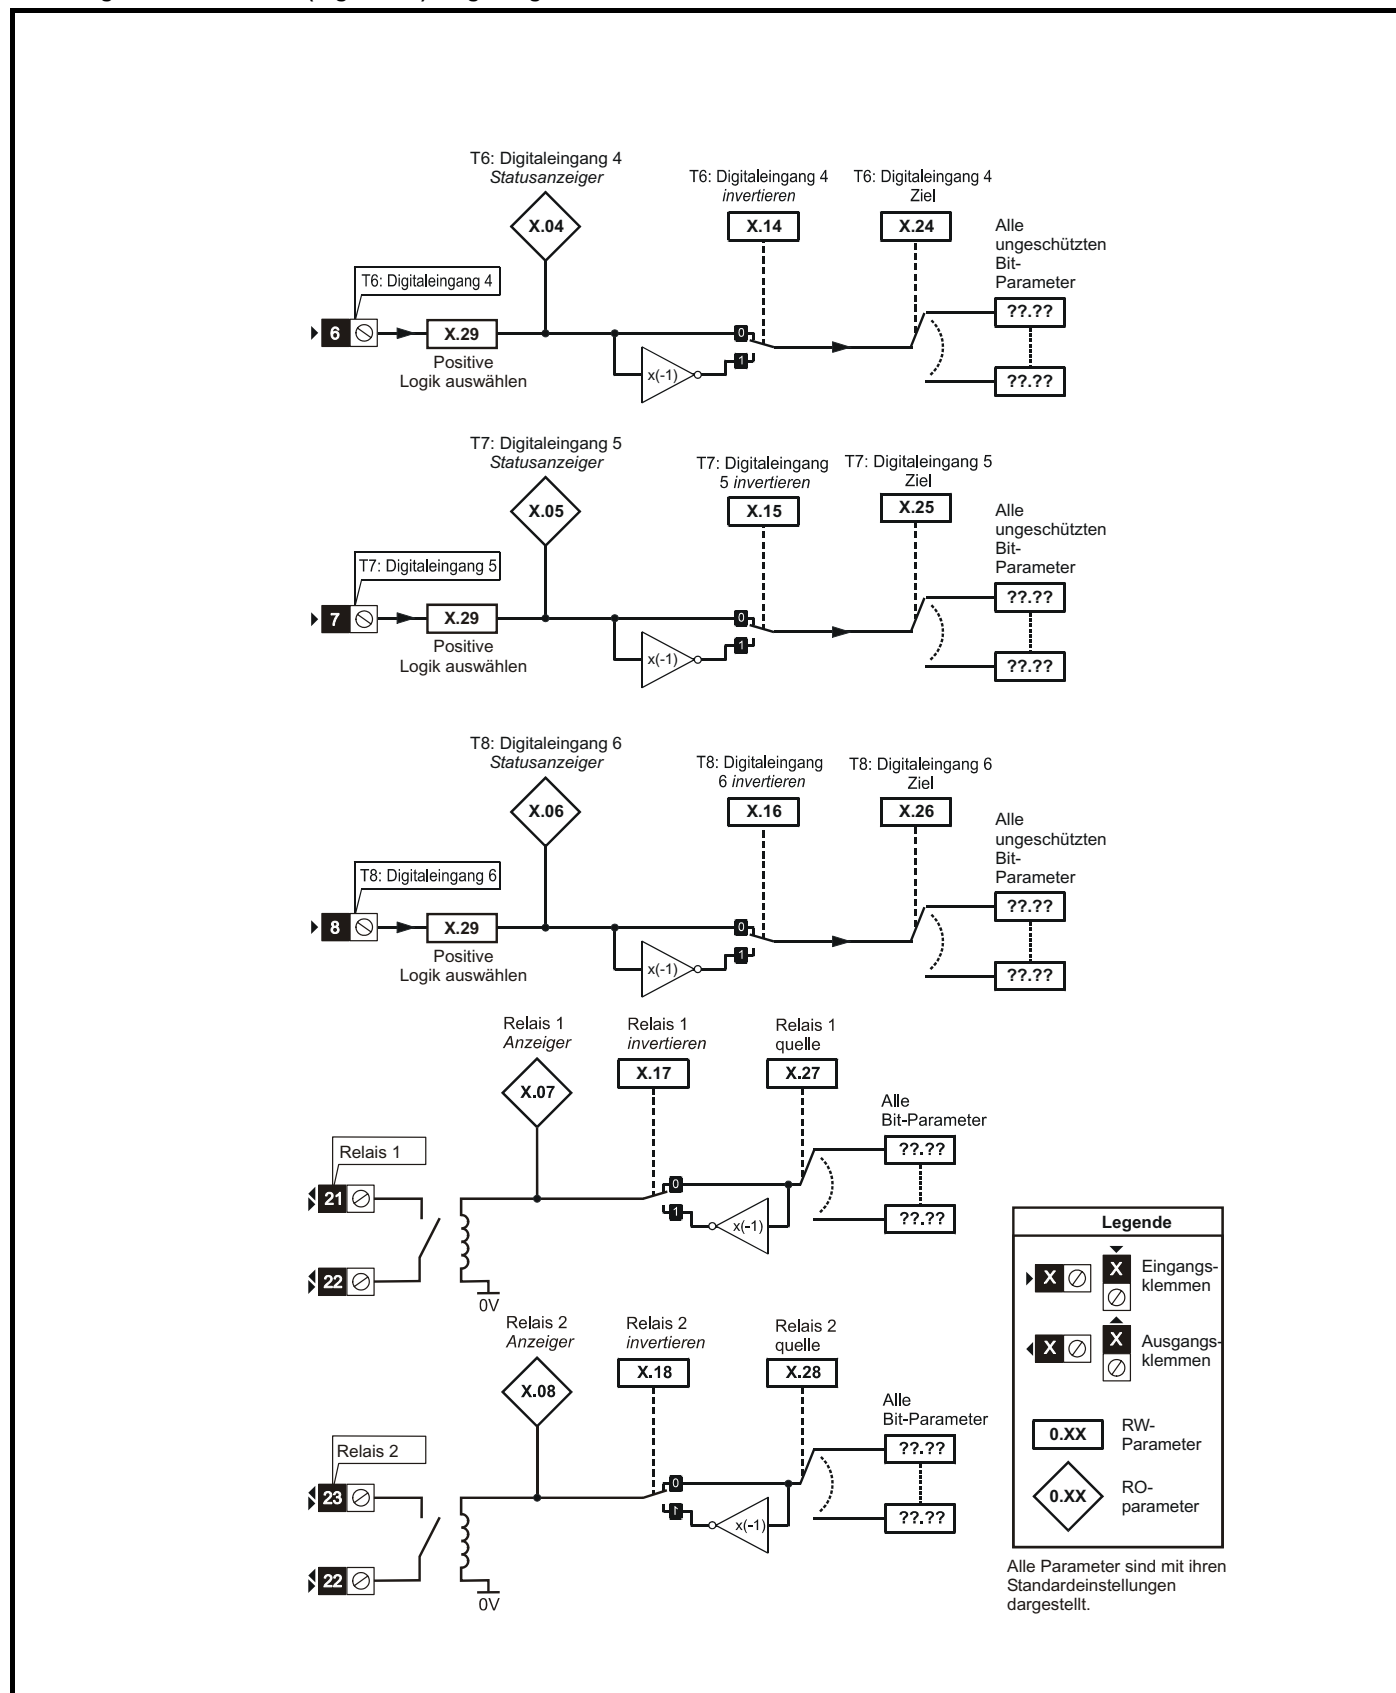 T6: Digitaleingang 4
Statusanzeiger
X.04
T6: Digitaleingang 4
invertieren
X.14
T6: Digitaleingang 4
Ziel
X.24
Alle
ungeschützten
Bit-
Parameter
??.??
??.??
T6: Digitaleingang 4
6
X.29
Positive
Logik auswählen
x(-1)
0
1
T7: Digitaleingang 5
Statusanzeiger
X.05
T7: Digitaleingang
5 invertieren
X.15
T7: Digitaleingang 5
Ziel
X.25
Alle
ungeschützten
Bit-
Parameter
??.??
??.??
T7: Digitaleingang 5
7
X.29
Positive
Logik auswählen
x(-1)
0
1
T8: Digitaleingang 6
Statusanzeiger
X.06
T8: Digitaleingang
6 invertieren
X.16
T8: Digitaleingang 6
Ziel
X.26
Alle
ungeschützten
Bit-
Parameter
??.??
??.??
T8: Digitaleingang 6
8
X.29
Positive
Logik auswählen
x(-1)
0
1
Relais 1
Anzeiger
X.07
Relais 1
invertieren
X.17
Relais 1
quelle
X.27
Alle
Bit-Parameter
??.??
??.??
Relais 1
21
22
0V
0
1
x(-1)
Relais 2
Anzeiger
X.08
Relais 2
invertieren
X.18
Relais 2
quelle
X.28
Alle
Bit-Parameter
??.??
??.??
Relais 2
23
22
0V
0
1
x(-1)
Legende
X
X
Eingangs-
klemmen
X
X
Ausgangs-
klemmen
0.XX
RW-
Parameter
0.XX
RO-
parameter
Alle Parameter sind mit ihren
Standardeinstellungen
dargestellt.